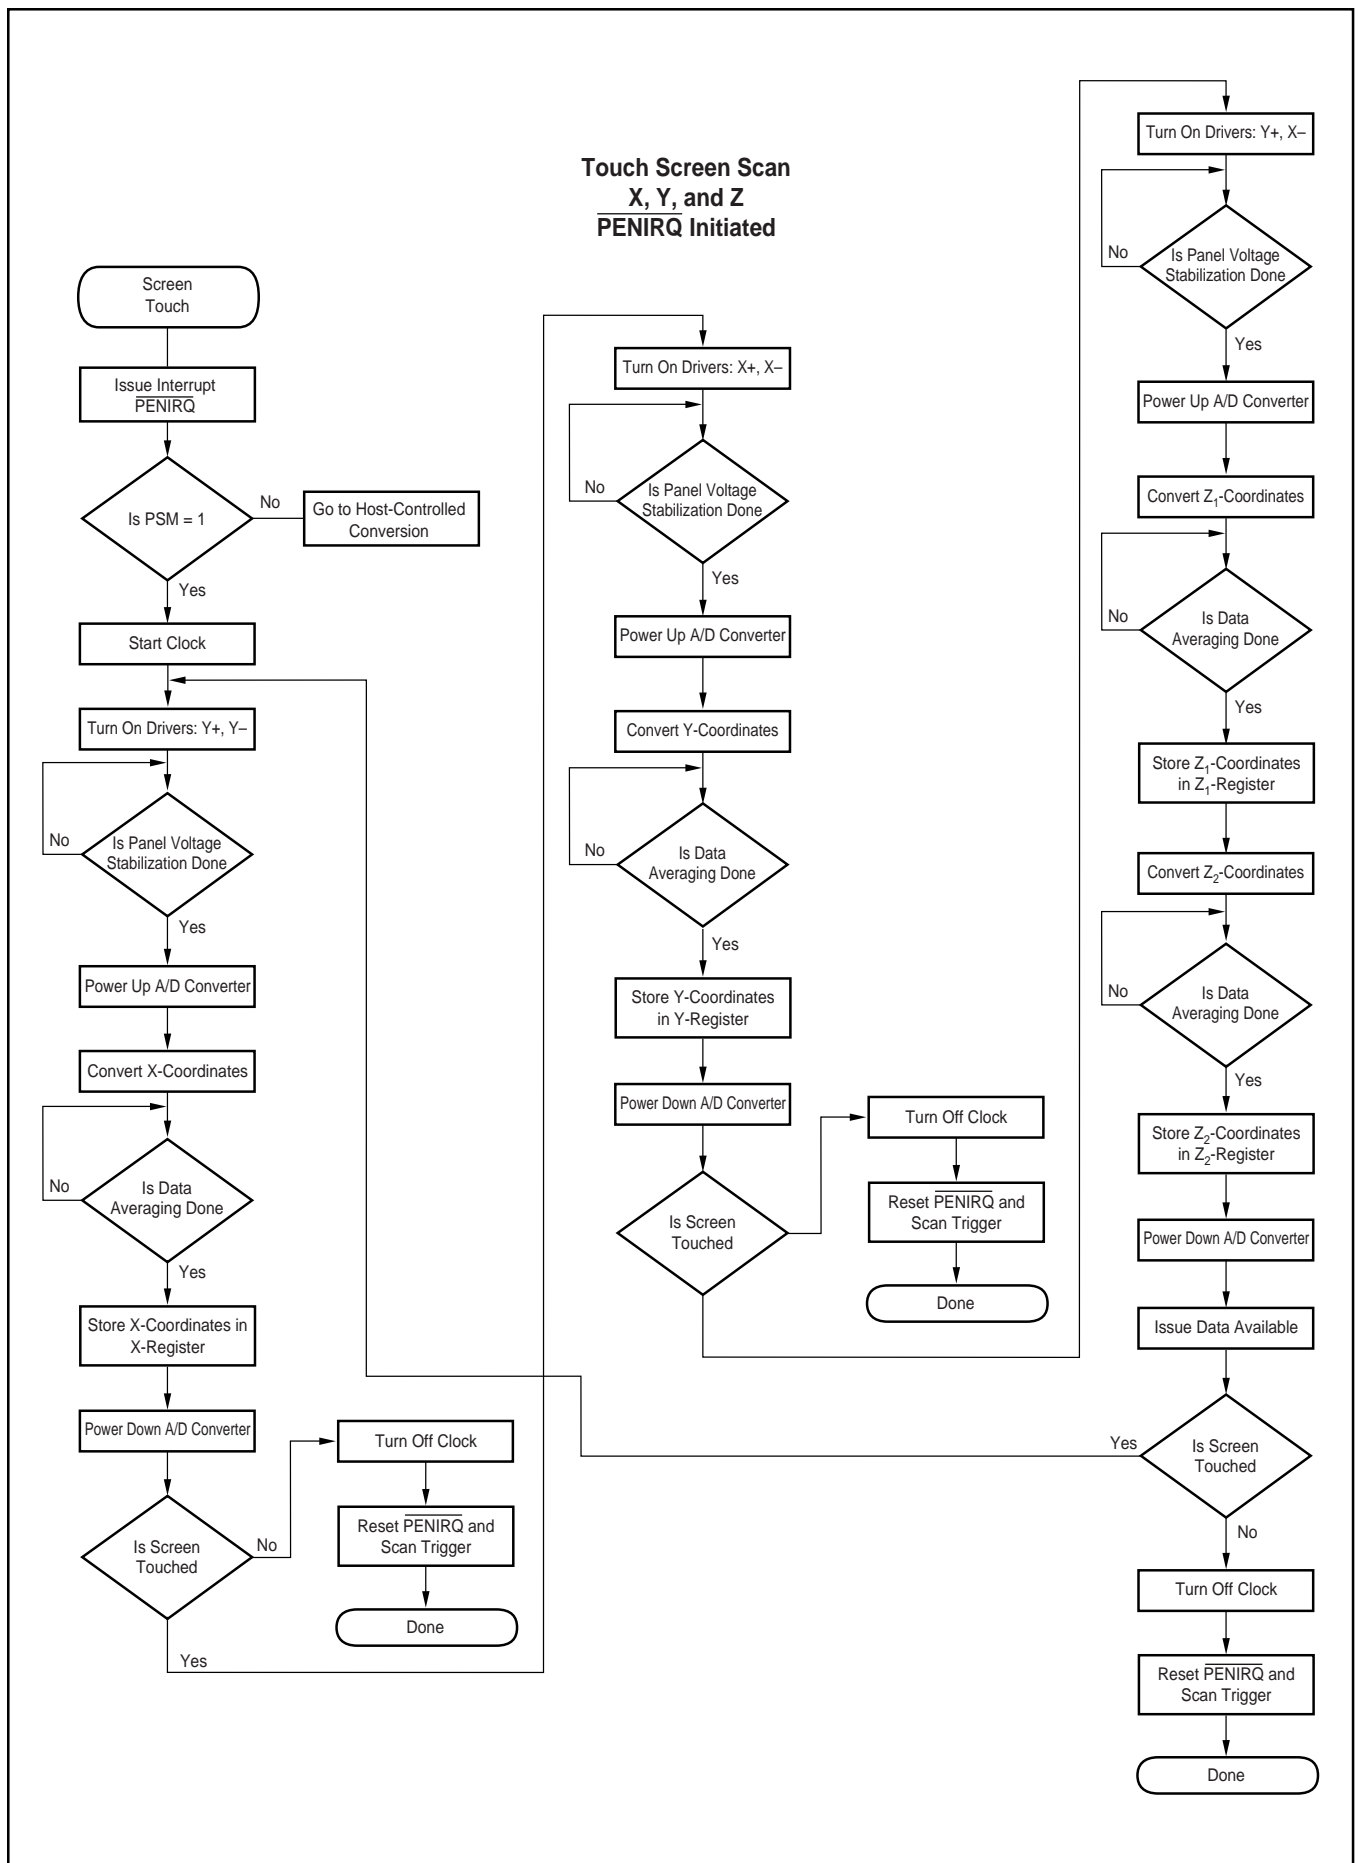 Touch Screen Scan
X, Y, and Z
PENIRQ Initiated
Screen
Touch
Issue Interrupt
PENIRQ
Is PSM = 1
No
Go to Host-Controlled
Conversion
Yes
Start Clock
Turn On Drivers: Y+, Y–
Is Panel Voltage
Stabilization Done
No
Yes
Power Up A/D Converter
Convert X-Coordinates
Is Data
Averaging Done
No
Yes
Store X-Coordinates in
X-Register
Power Down A/D Converter
Is Screen
Touched
No
Yes
Turn Off Clock
Reset PENIRQ and
Scan Trigger
Done
Turn On Drivers: X+, X–
Is Panel Voltage
Stabilization Done
No
Yes
Power Up A/D Converter
Convert Y-Coordinates
Is Data
Averaging Done
No
Yes
Store Y-Coordinates
in Y-Register
Power Down A/D Converter
Is Screen
Touched
Turn Off Clock
Reset PENIRQ and
Scan Trigger
Done
Turn On Drivers: Y+, X–
Is Panel Voltage
Stabilization Done
No
Yes
Power Up A/D Converter
Convert Z1-Coordinates
Is Data
Averaging Done
No
Yes
Store Z1-Coordinates
in Z1-Register
Convert Z2-Coordinates
Is Data
Averaging Done
No
Yes
Store Z2-Coordinates
in Z2-Register
Power Down A/D Converter
Issue Data Available
Is Screen
Touched
Yes
No
Turn Off Clock
Reset PENIRQ and
Scan Trigger
Done